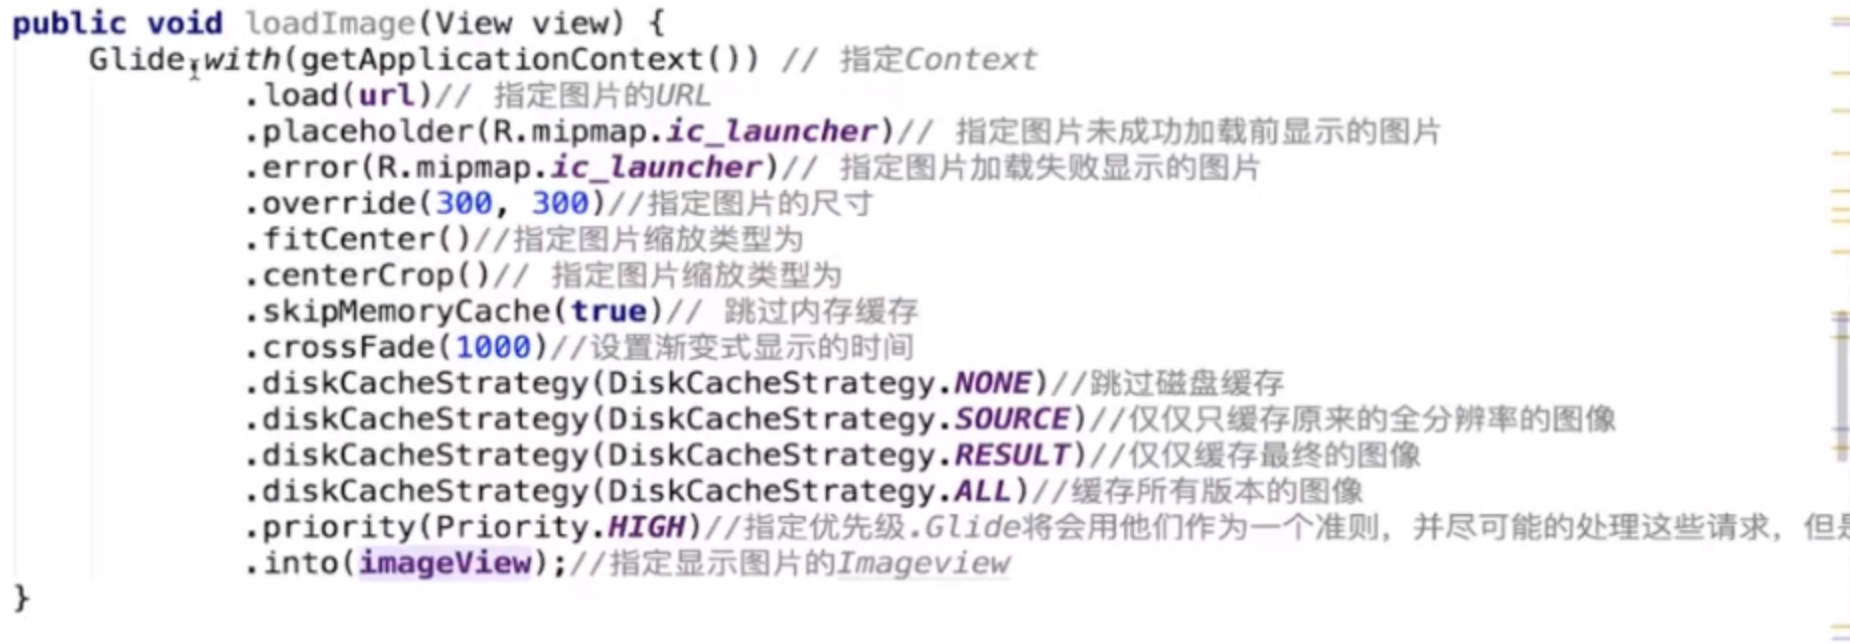 public void loadImage(View view) {
Glide.with(getApplicationContext()) // 指定Context
.load(url)// 指定图片的URL
.placeholder(R.mipmap.ic_launcher)// 指定图片未成功加载前显示的图片
.error(R.mipmap.ic_launcher)// 指定图片加载失败显示的图片
.override(300, 300)//指定图片的尺寸
.fitCenter()//指定图片缩放类型为
.centerCrop()// 指定图片缩放类型为
.skipMemoryCache(true)// 跳过内存缓存
.crossFade(1000)//设置渐变式显示的时间
.diskCacheStrategy(DiskCacheStrategy.NONE)//跳过磁盘缓存
.diskCacheStrategy(DiskCacheStrategy.SOURCE)//仅仅只缓存原来的全分辨率的图像
.diskCacheStrategy(DiskCacheStrategy.RESULT)//仅仅缓存最终的图像
.diskCacheStrategy(DiskCacheStrategy.ALL)//缓存所有版本的图像
.priority(Priority.HIGH)//指定优先级.Glide将会用他们作为一个准则，并尽可能的处理这些请求，但是
.into(imageView);//指定显示图片的Imageview
}